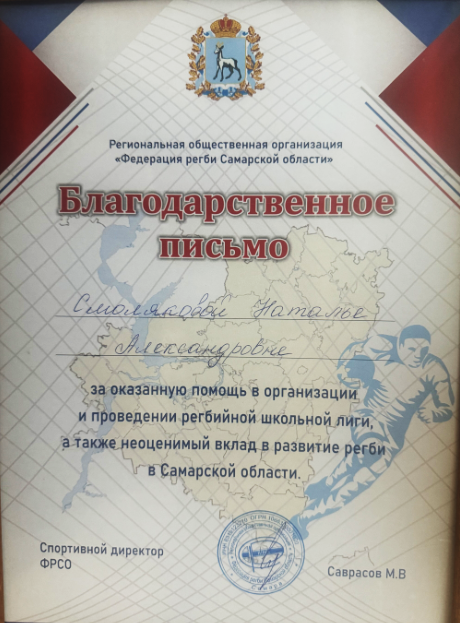 Региональная общественная организация
«Федерация регби Самарской области»
Благодарственное
письмо
Смоляковой Наталье
Александровне
за оказанную помощь в организации
и проведении регбийной школьной лиги,
а также неоценимый вклад в развитие регби
в Самарской области.
Спортивной директор
ФРСО
Саврасов М.В